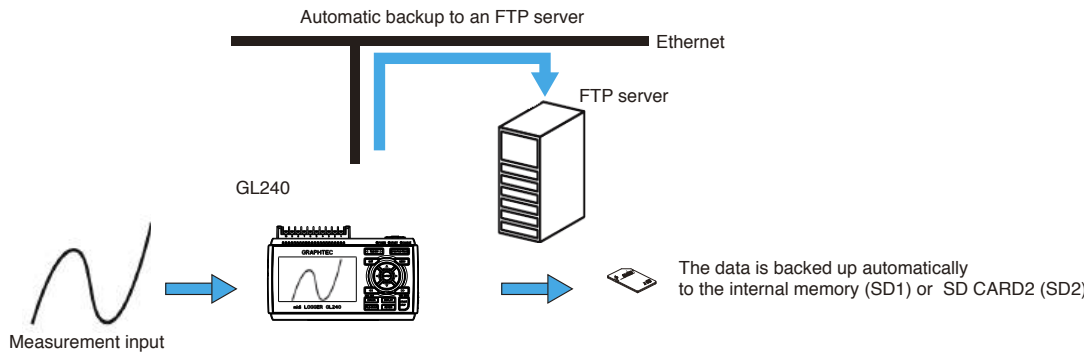 Automatic backup to an FTP server
Ethernet
FTP server
GL240
GRAPHTEC
midi LOGGER GL240
The data is backed up automatically
to the internal memory (SD1) or SD CARD2 (SD2)
Measurement input